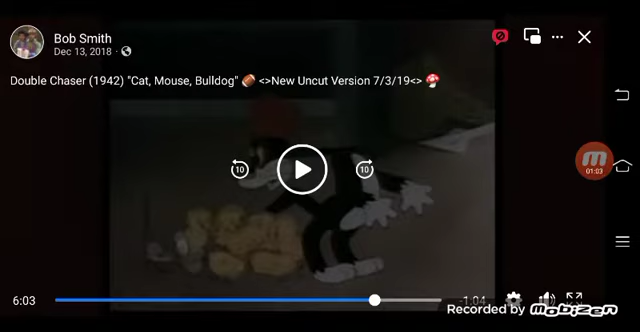 Bob Smith
Dec 13, 2018 ·
Double Chaser (1942) "Cat, Mouse, Bulldog" 🏈 <>New Uncut Version 7/3/19<> 🍄
10
10
01:03
6:03
-1:04
Recorded by mobizen